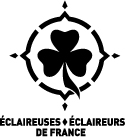 ÉCLAIREUSES ♦ ÉCLAIREURS
DE FRANCE